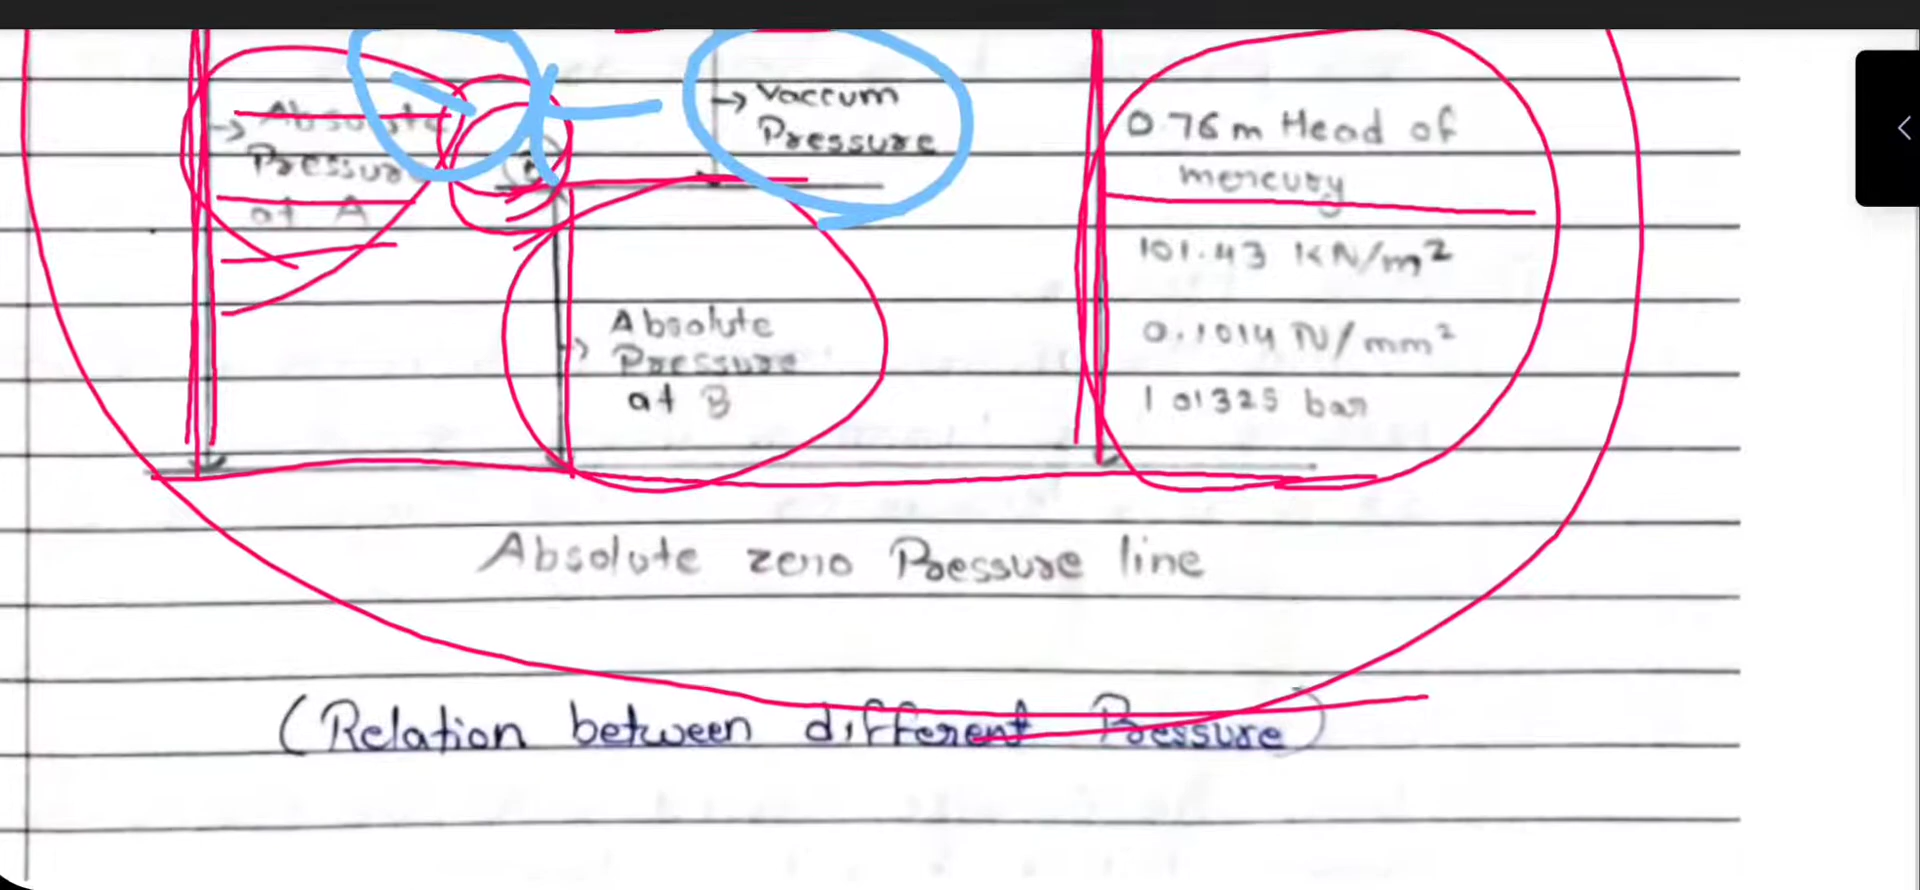 Absolute
Pressure
at A
Vaccum
Pressure
0.76 m Head of
mercury
101.43 KN/m²
0.1014 N/mm²
1 01325 bar
Absolute
Pressure
at B
Absolute zero Pressure line
(Relation between different Pressure)